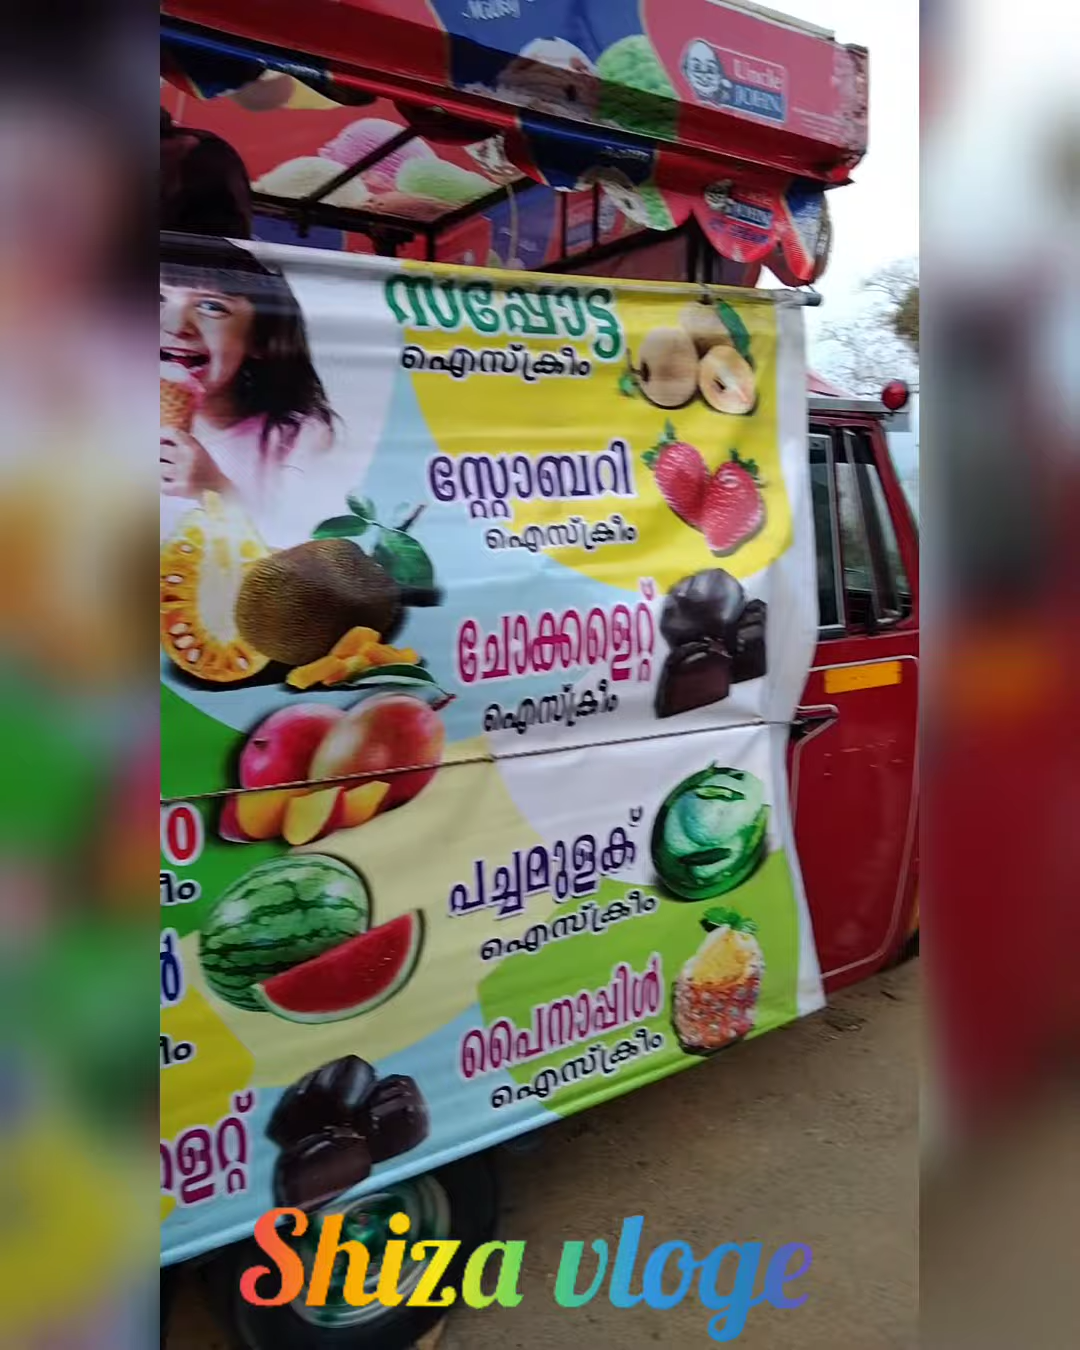 Uncle
JOHN
സപ്പോട്ട
ഐസ്ക്രീം
സ്റ്റോബറി
ഐസ്ക്രീം
ചോക്കളെറ്റ്
ഐസ്ക്രീം
പച്ചമുളക്
ഐസ്ക്രീം
പൈനാപ്പിൾ
ഐസ്ക്രീം
ളെറ്റ്
Shiza vloge